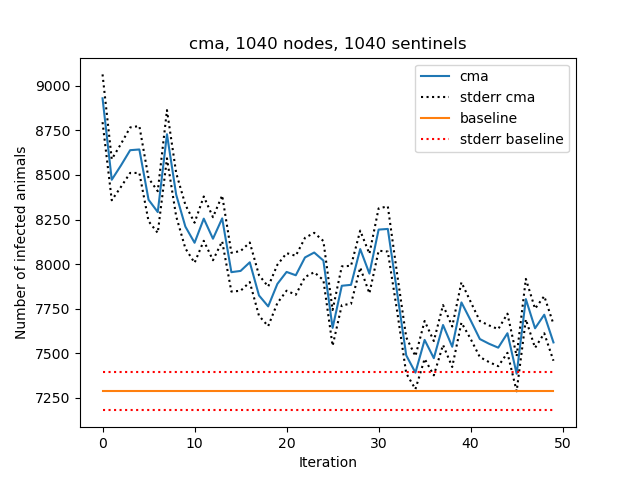 cma, 1040 nodes, 1040 sentinels
cma
stderr cma
baseline
stderr baseline
Number of infected animals
9000
8750
8500
8250
8000
7750
7500
7250
0 10 20 30 40 50
Iteration